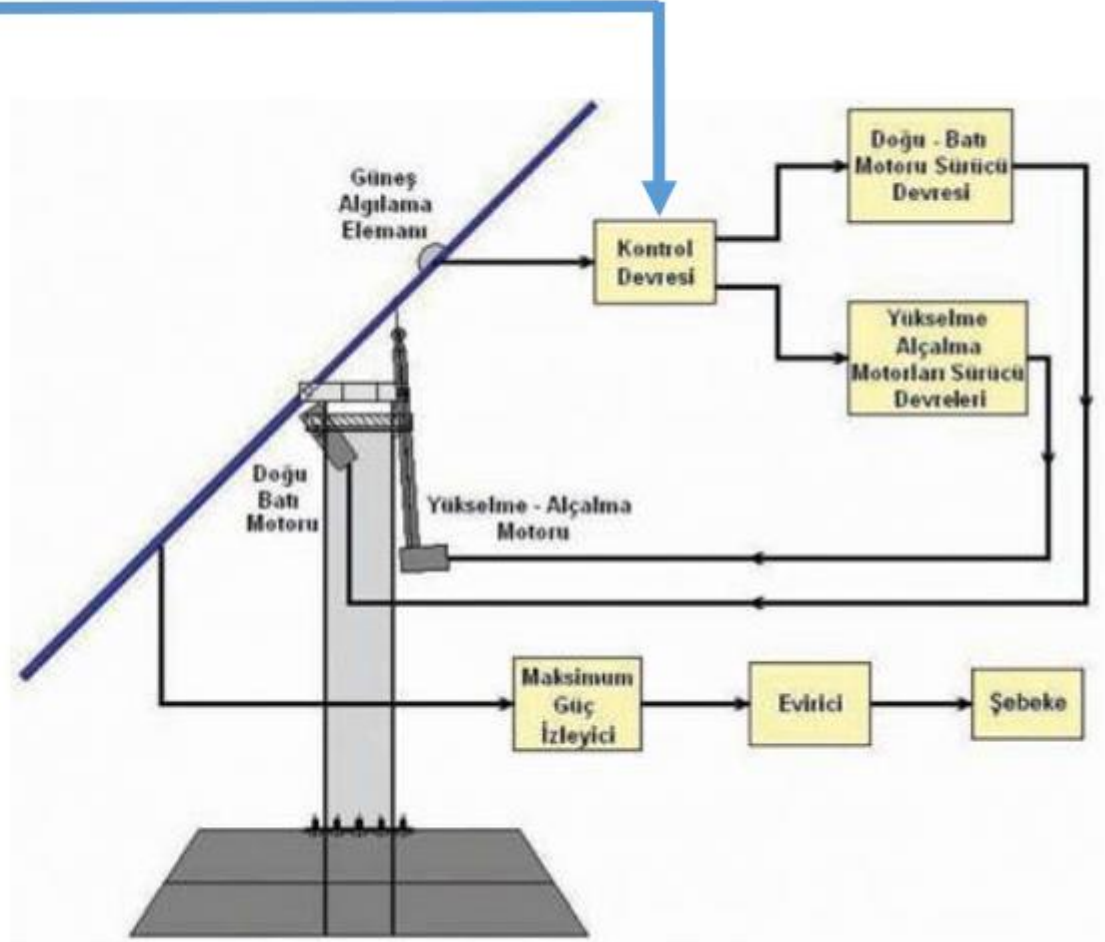 Güneş
Algılama
Elemanı
Kontrol
Devresi
Doğu - Batı
Motoru Sürücü
Devresi
Yükselme
Alçalma
Motorları Sürücü
Devreleri
Doğu
Batı
Motoru
Yükselme - Alçalma
Motoru
Maksimum
Güç
İzleyici
Evirici
Şebeke